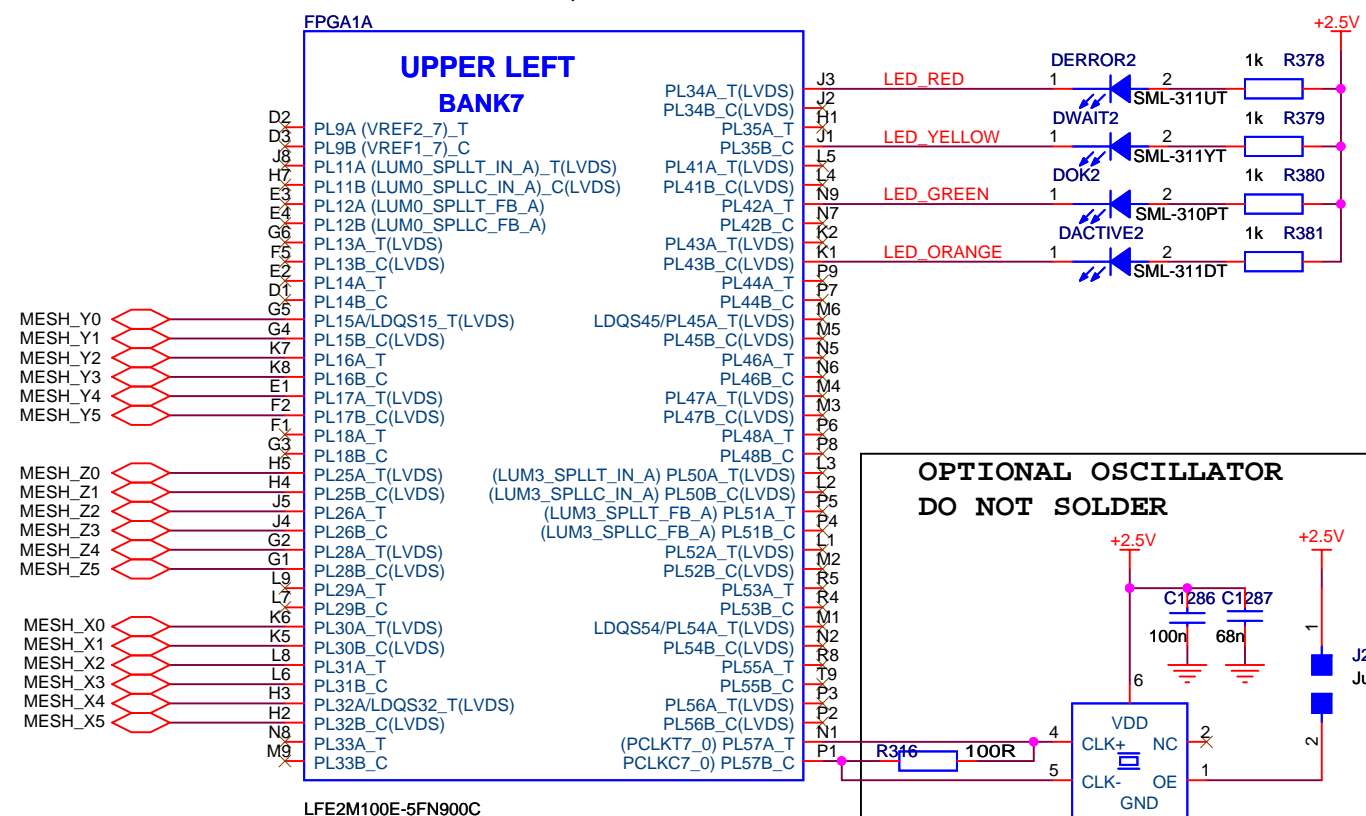 FPGA1A
UPPER LEFT
BANK7
D2 PL9A (VREF2_7)_T
D3 PL9B (VREF1_7)_C
J8 PL11A (LUM0_SPLLT_IN_A)_T(LVDS)
H7 PL11B (LUM0_SPLLC_IN_A)_C(LVDS)
E3 PL12A (LUM0_SPLLT_FB_A)
E4 PL12B (LUM0_SPLLC_FB_A)
G6 PL13A_T(LVDS)
F5 PL13B_C(LVDS)
E2 PL14A_T
D1 PL14B_C
MESH_Y0 G5 PL15A/LDQS15_T(LVDS)
MESH_Y1 G4 PL15B_C(LVDS)
MESH_Y2 K7 PL16A_T
MESH_Y3 K8 PL16B_C
MESH_Y4 E1 PL17A_T(LVDS)
MESH_Y5 F2 PL17B_C(LVDS)
F1 PL18A_T
G3 PL18B_C
MESH_Z0 H5 PL25A_T(LVDS)
MESH_Z1 H4 PL25B_C(LVDS)
MESH_Z2 J5 PL26A_T
MESH_Z3 J4 PL26B_C
MESH_Z4 G2 PL28A_T(LVDS)
MESH_Z5 G1 PL28B_C(LVDS)
L9 PL29A_T
L7 PL29B_C
MESH_X0 K6 PL30A_T(LVDS)
MESH_X1 K5 PL30B_C(LVDS)
MESH_X2 L8 PL31A_T
MESH_X3 L6 PL31B_C
MESH_X4 H3 PL32A/LDQS32_T(LVDS)
MESH_X5 H2 PL32B_C(LVDS)
N8 PL33A_T
M9 PL33B_C
PL34A_T(LVDS) J3
PL34B_C(LVDS) J2
PL35A_T H1
PL35B_C J1
PL41A_T(LVDS) L5
PL41B_C(LVDS) L4
PL42A_T N9
PL42B_C N7
PL43A_T(LVDS) K2
PL43B_C(LVDS) K1
PL44A_T P9
PL44B_C P7
LDQS45/PL45A_T(LVDS) M6
PL45B_C(LVDS) M5
PL46A_T N5
PL46B_C N6
PL47A_T(LVDS) M4
PL47B_C(LVDS) M3
PL48A_T P6
PL48B_C P8
(LUM3_SPLLT_IN_A) PL50A_T(LVDS) L3
(LUM3_SPLLC_IN_A) PL50B_C(LVDS) L2
(LUM3_SPLLT_FB_A) PL51A_T P5
(LUM3_SPLLC_FB_A) PL51B_C P4
PL52A_T(LVDS) L1
PL52B_C(LVDS) M2
PL53A_T R5
PL53B_C R4
LDQS54/PL54A_T(LVDS) M1
PL54B_C(LVDS) N2
PL55A_T R8
PL55B_C T9
PL56A_T(LVDS) P3
PL56B_C(LVDS) P2
(PCLKT7_0) PL57A_T N1
(PCLKC7_0) PL57B_C P1
LFE2M100E-5FN900C
+2.5V
DERROR2 1k R378
LED_RED 1 2
SML-311UT
DWAIT2 1k R379
LED_YELLOW 1 2
SML-311YT
DOK2 1k R380
LED_GREEN 1 2
SML-310PT
DACTIVE2 1k R381
LED_ORANGE 1 2
SML-311DT
OPTIONAL OSCILLATOR
DO NOT SOLDER
+2.5V +2.5V
C1286 C1287
100n 68n
1
J2
Ju
2
6
VDD
4 CLK+ NC 2
R316 100R
5 CLK- OE 1
GND